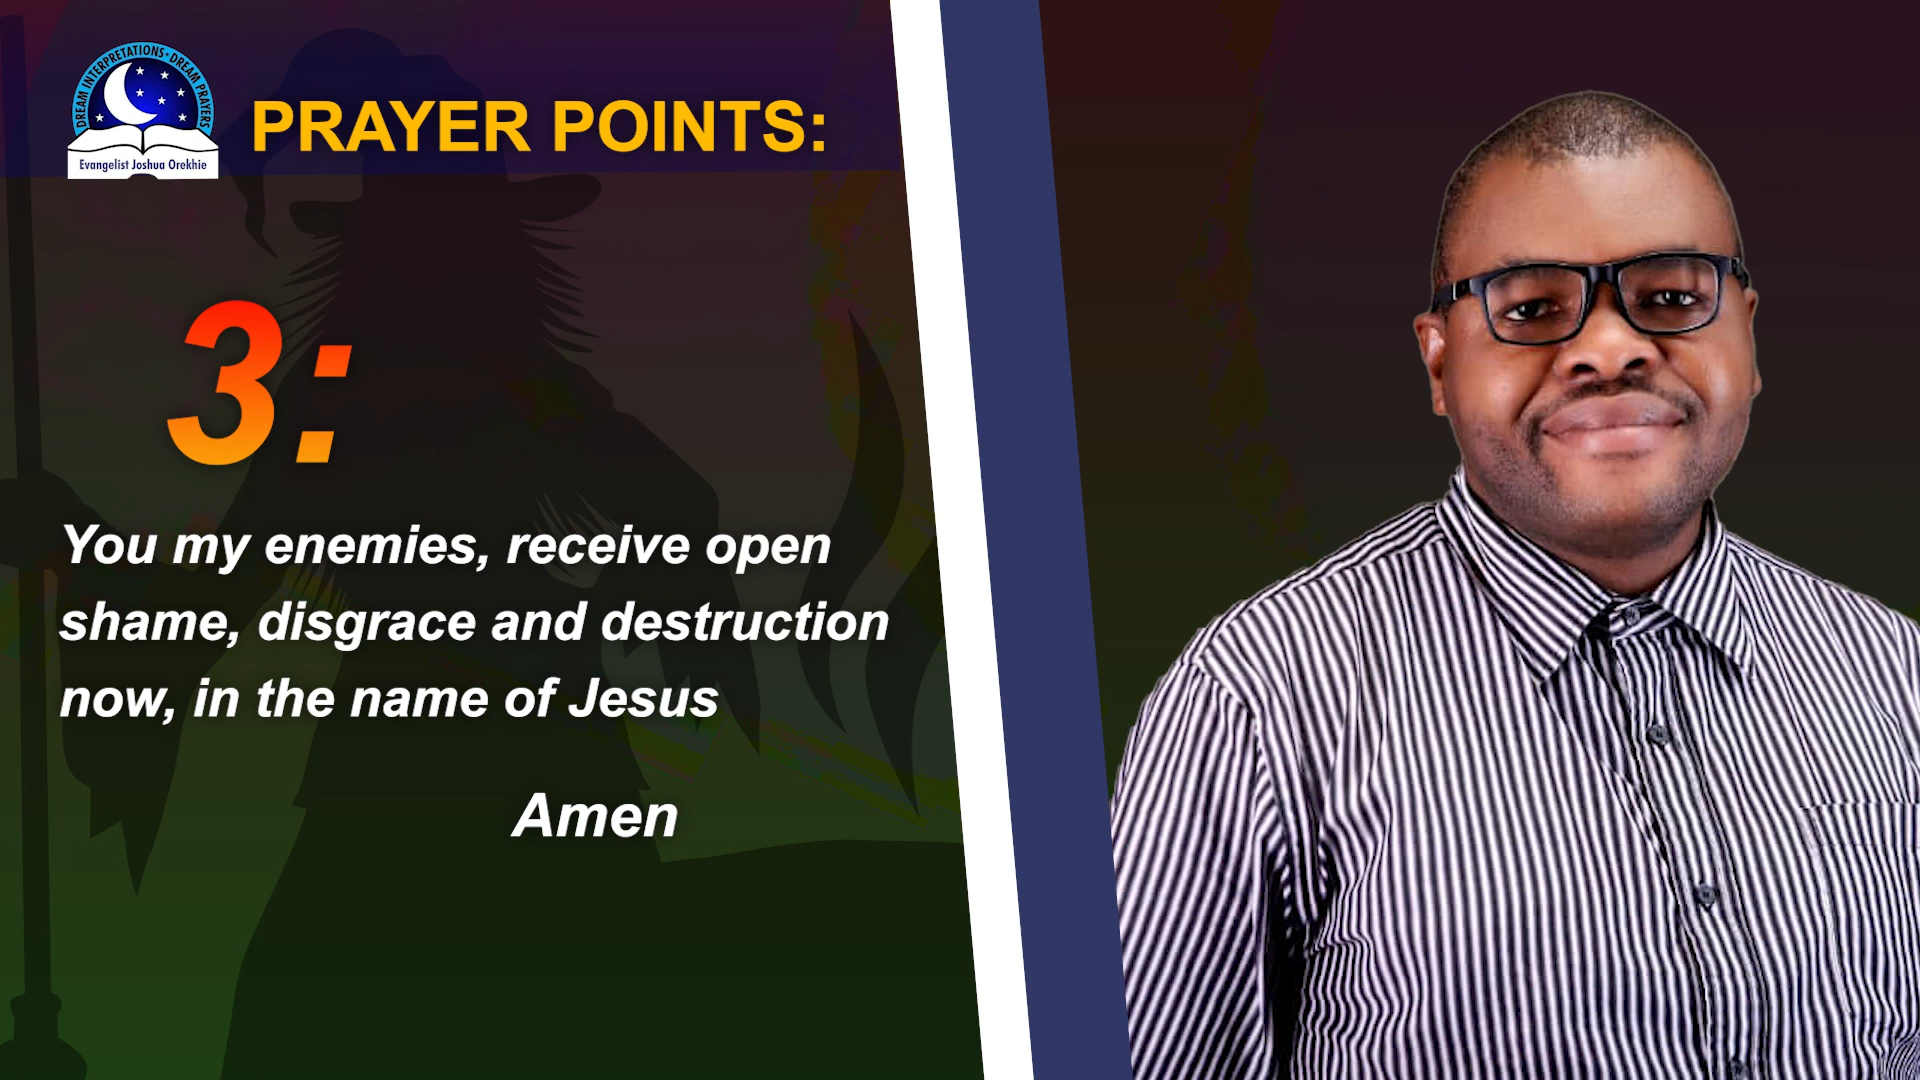 DREAM INTERPRETATIONS • DREAM PRAYERS
Evangelist Joshua Orekhie
PRAYER POINTS:
3:
You my enemies, receive open
shame, disgrace and destruction
now, in the name of Jesus
Amen